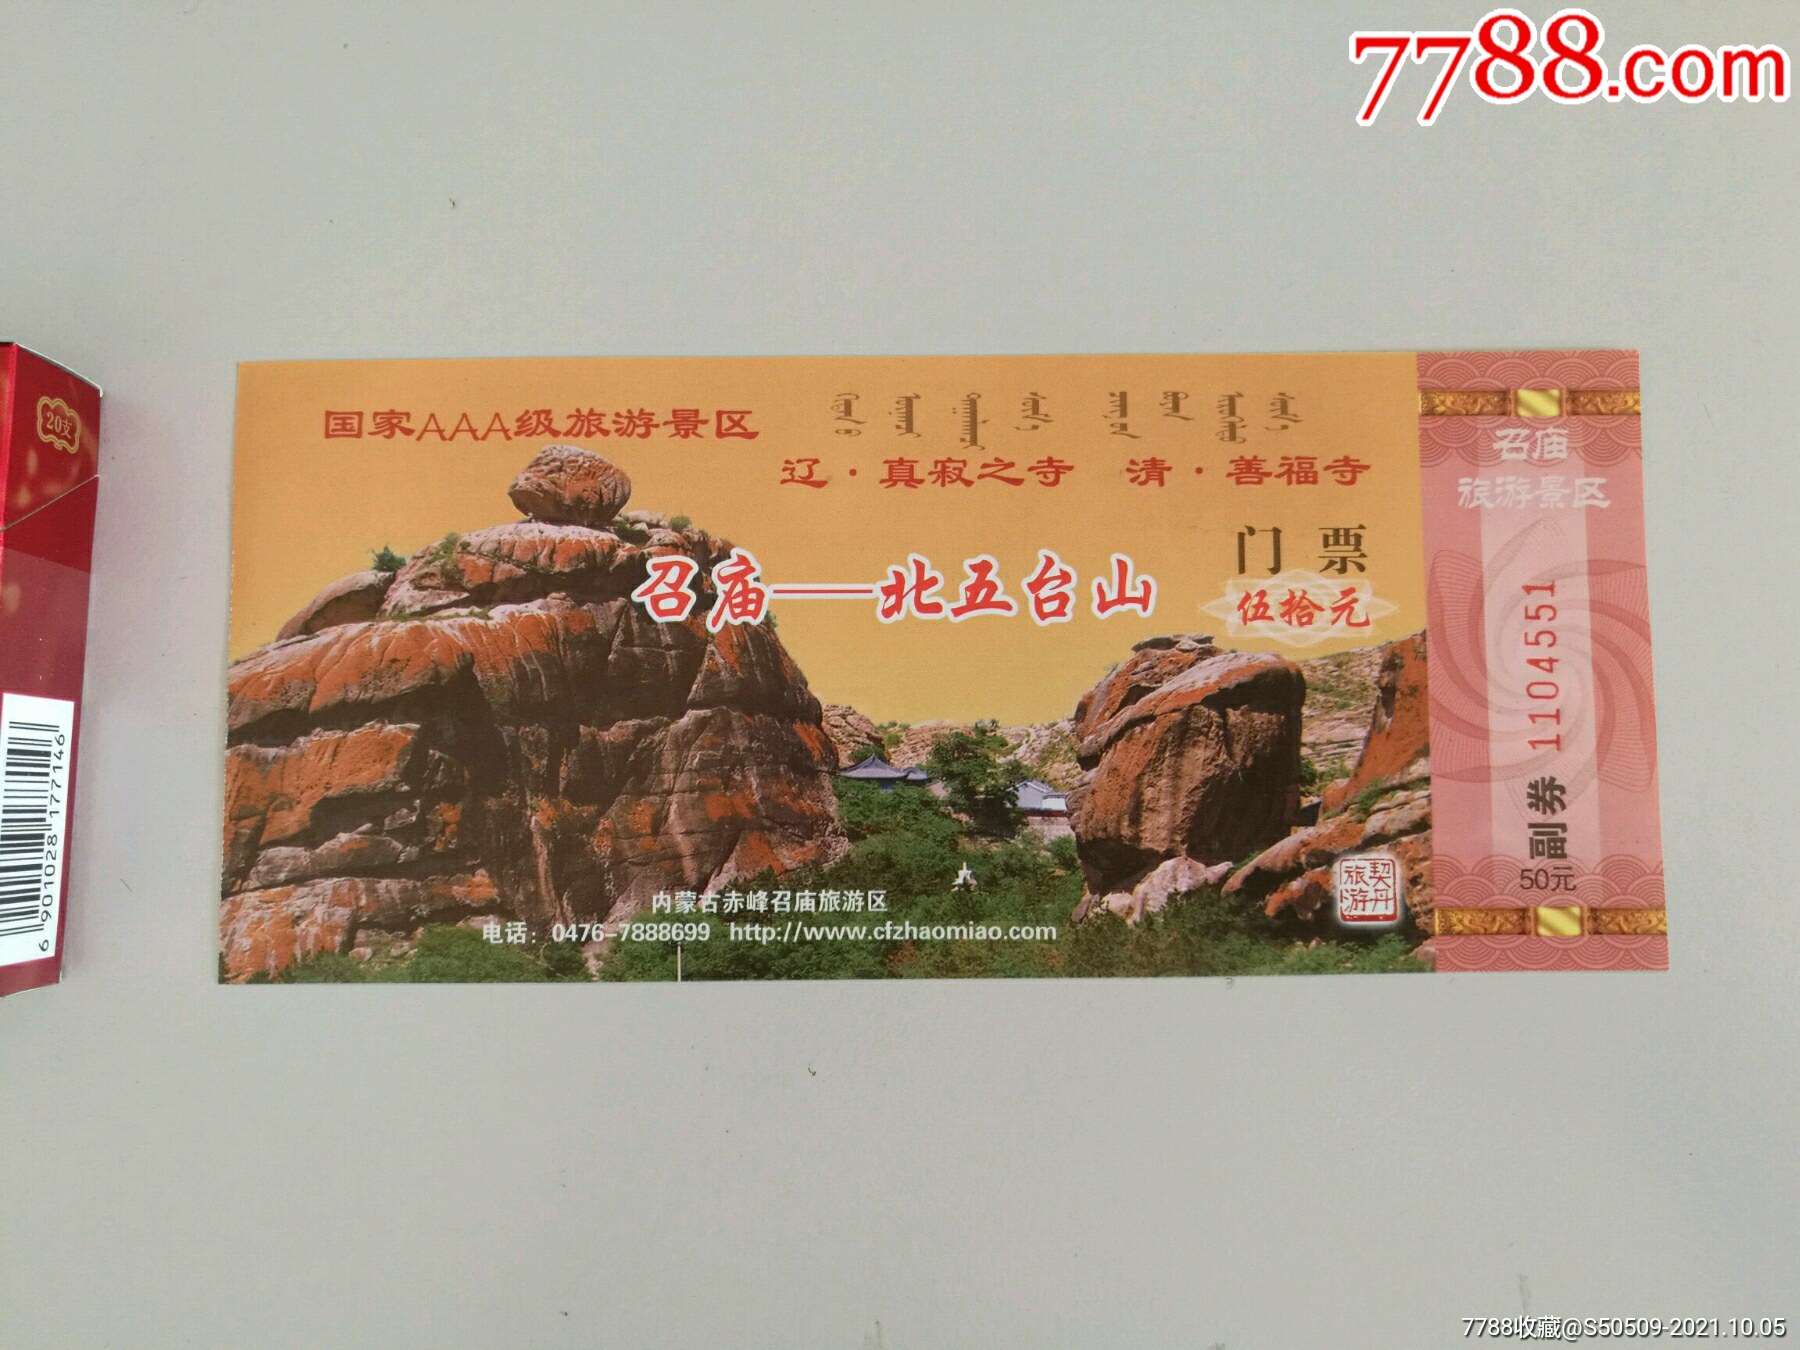 7788.com
国家AAA级旅游景区
辽·真寂之寺 清·善福寺
召庙——北五台山
门票
伍拾元
内蒙古赤峰召庙旅游区
电话：0476-7888699 http://www.cfzhaomiao.com
契丹
旅游
召庙
旅游景区
副券 1104551
50元
20支
6 901028 177146
7788收藏@S50509-2021.10.05